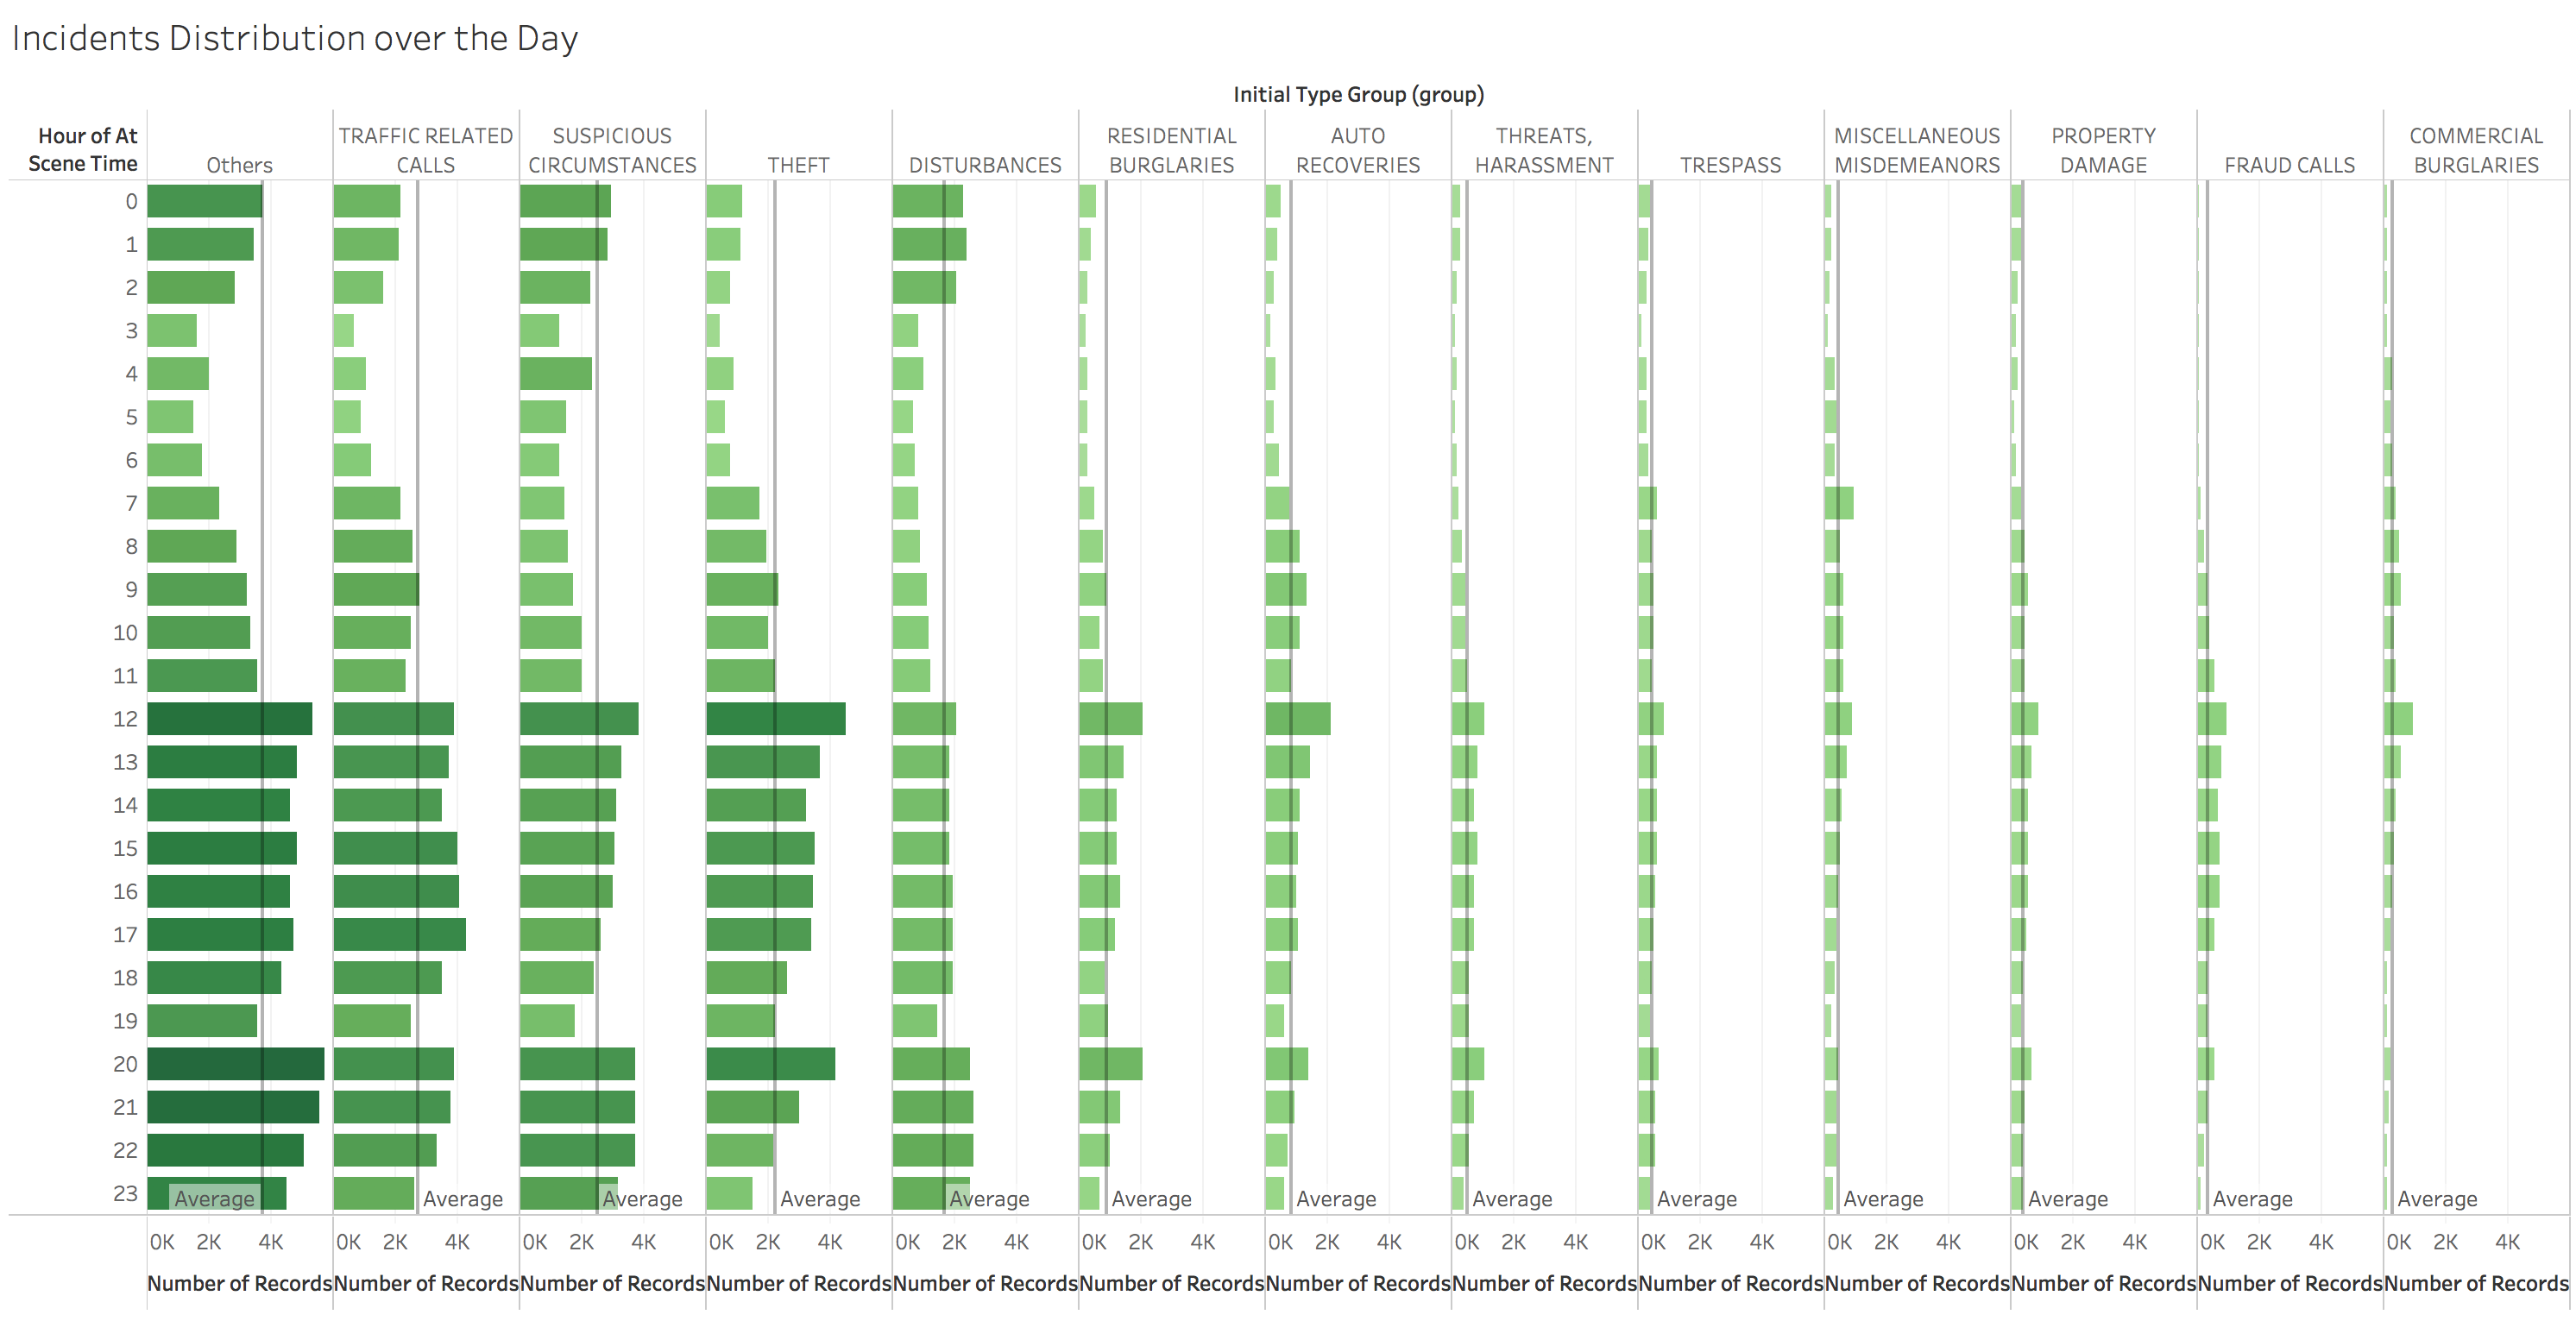 Incidents Distribution over the Day
Initial Type Group (group)
Hour of At
Scene Time
Others
TRAFFIC RELATED
CALLS
SUSPICIOUS
CIRCUMSTANCES
THEFT
DISTURBANCES
RESIDENTIAL
BURGLARIES
AUTO
RECOVERIES
THREATS,
HARASSMENT
TRESPASS
MISCELLANEOUS
MISDEMEANORS
PROPERTY
DAMAGE
FRAUD CALLS
COMMERCIAL
BURGLARIES
0
1
2
3
4
5
6
7
8
9
10
11
12
13
14
15
16
17
18
19
20
21
22
23
Average Average Average Average Average Average Average Average Average Average Average Average Average
0K 2K 4K 0K 2K 4K 0K 2K 4K 0K 2K 4K 0K 2K 4K 0K 2K 4K 0K 2K 4K 0K 2K 4K 0K 2K 4K 0K 2K 4K 0K 2K 4K 0K 2K 4K 0K 2K 4K
Number of Records Number of Records Number of Records Number of Records Number of Records Number of Records Number of Records Number of Records Number of Records Number of Records Number of Records Number of Records Number of Records